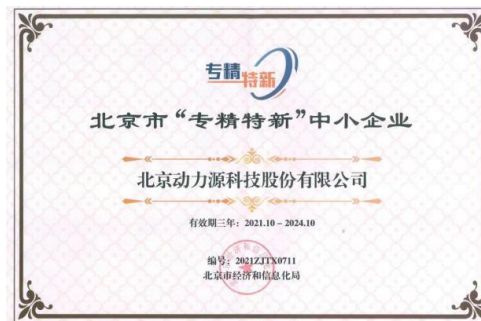 专精
特新
北京市“专精特新”中小企业
北京动力源科技股份有限公司
有效期三年：2021.10 – 2024.10
编号：2021ZJTX0711
北京市经济和信息化局